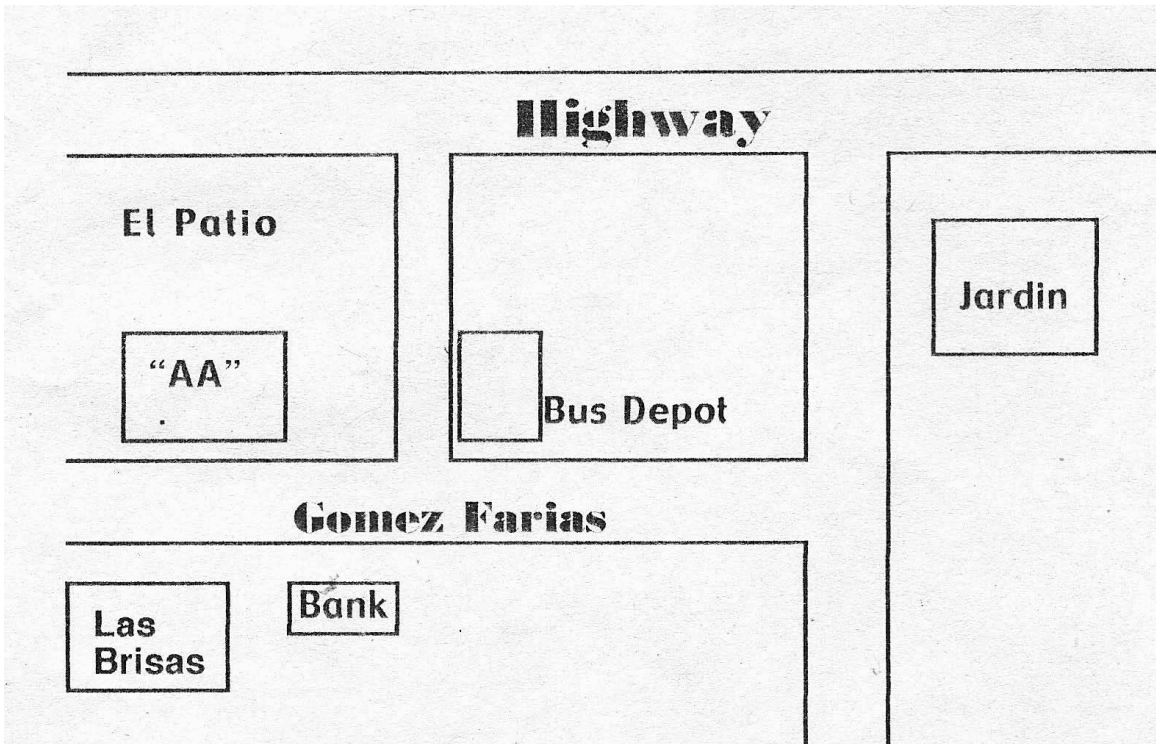 Highway
El Patio
Jardin
“AA”
Bus Depot
Gomez Farias
Bank
Las
Brisas